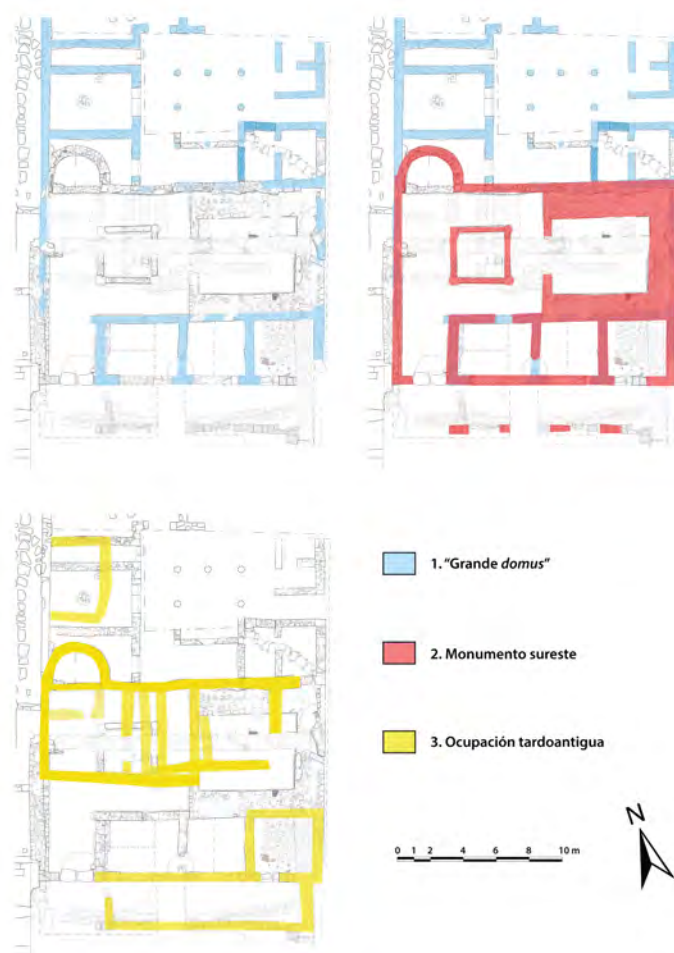 1. "Grande domus"
2. Monumento sureste
3. Ocupación tardoantigua
0 1 2 4 6 8 10 m
N